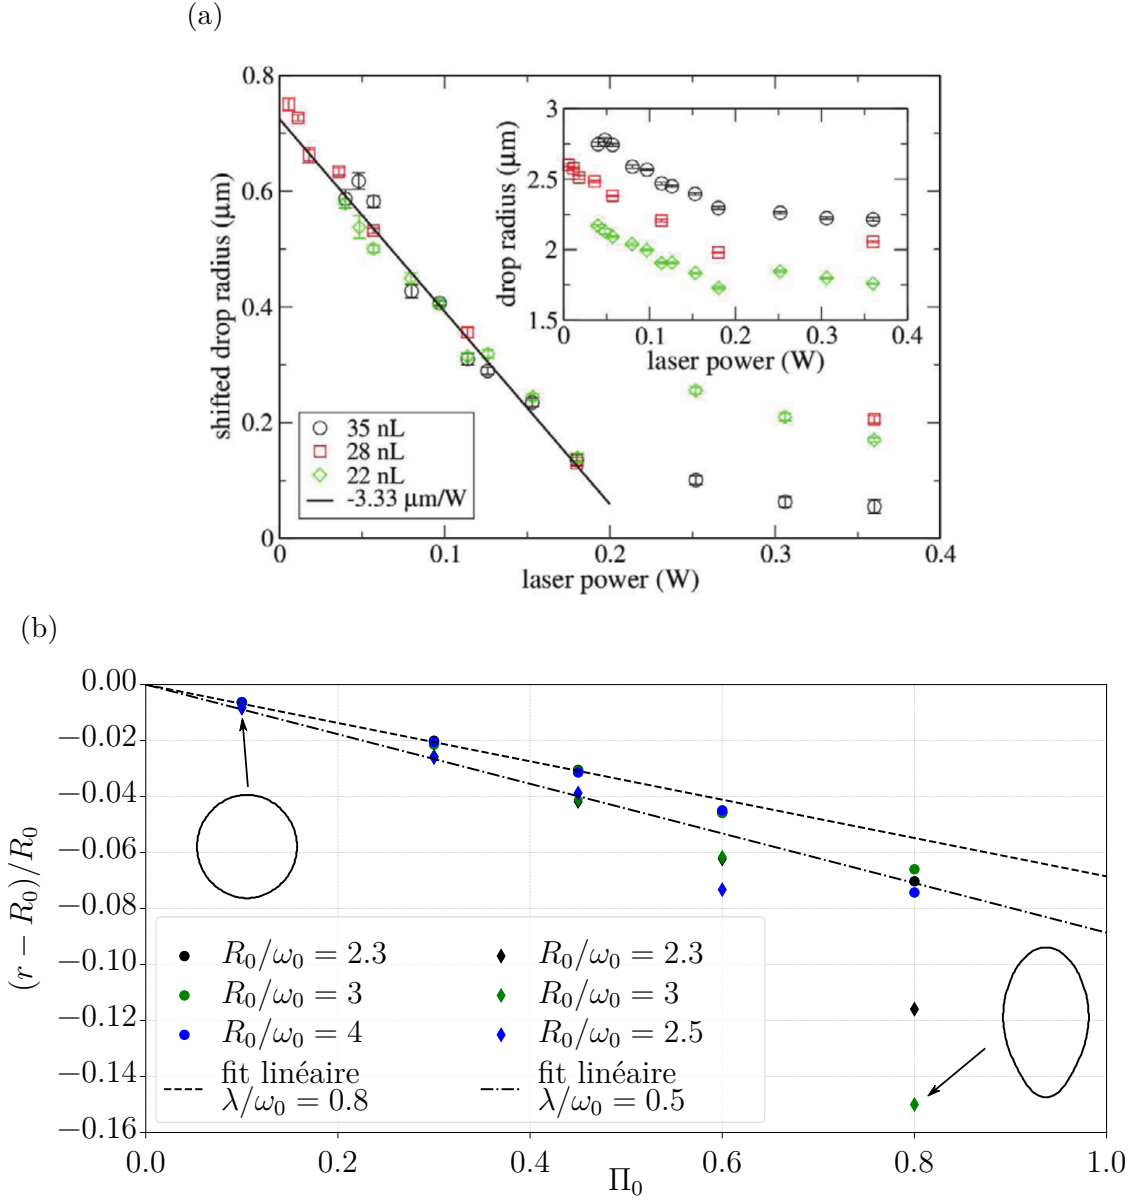 (a)
0.8
0.6
0.4
0.2
0
shifted drop radius (μm)
0
0.1
0.2
0.3
0.4
laser power (W)
35 nL
28 nL
22 nL
-3.33 μm/W
3
2.5
2
1.5
drop radius (μm)
0
0.1
0.2
0.3
0.4
laser power (W)
(b)
0.00
−0.02
−0.04
−0.06
−0.08
−0.10
−0.12
−0.14
−0.16
(r − R₀)/R₀
R₀/ω₀ = 2.3
R₀/ω₀ = 3
R₀/ω₀ = 4
fit linéaire
λ/ω₀ = 0.8
R₀/ω₀ = 2.3
R₀/ω₀ = 3
R₀/ω₀ = 2.5
fit linéaire
λ/ω₀ = 0.5
0.0
0.2
0.4
0.6
0.8
1.0
Π₀